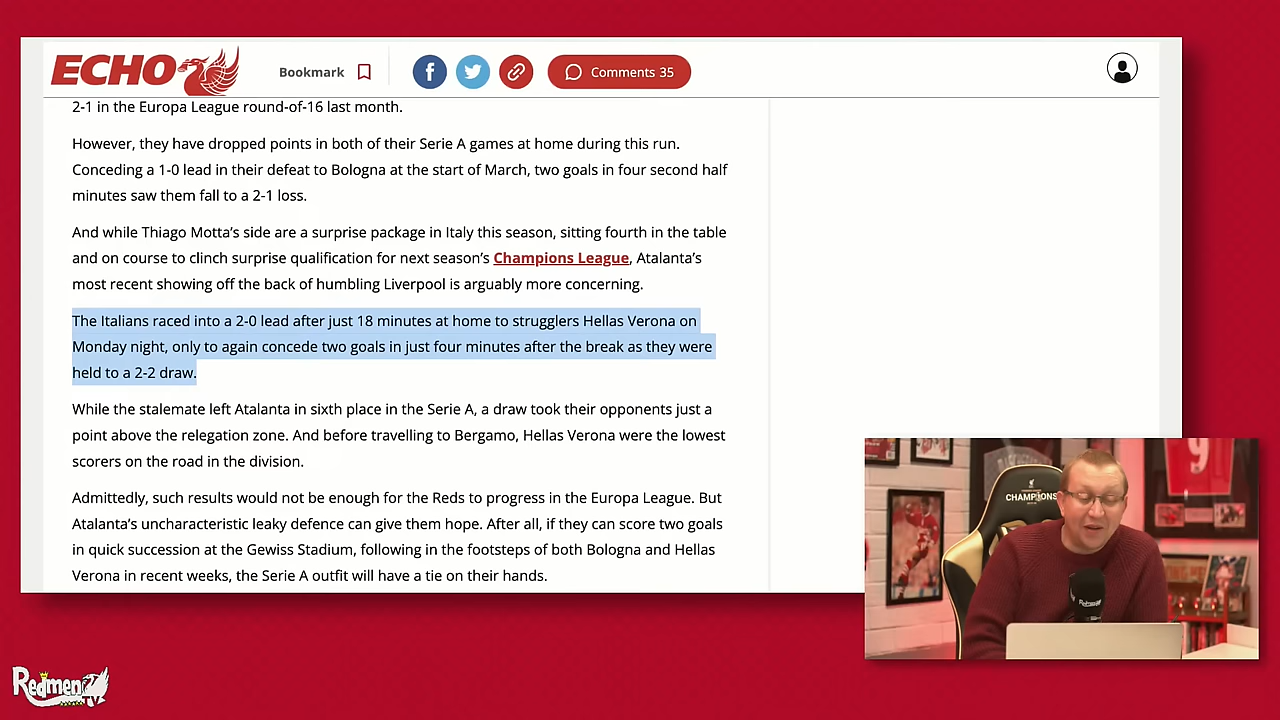 ECHO
Bookmark
Comments 35
2-1 in the Europa League round-of-16 last month.
However, they have dropped points in both of their Serie A games at home during this run.
Conceding a 1-0 lead in their defeat to Bologna at the start of March, two goals in four second half
minutes saw them fall to a 2-1 loss.
And while Thiago Motta’s side are a surprise package in Italy this season, sitting fourth in the table
and on course to clinch surprise qualification for next season’s Champions League, Atalanta’s
most recent showing off the back of humbling Liverpool is arguably more concerning.
The Italians raced into a 2-0 lead after just 18 minutes at home to strugglers Hellas Verona on
Monday night, only to again concede two goals in just four minutes after the break as they were
held to a 2-2 draw.
While the stalemate left Atalanta in sixth place in the Serie A, a draw took their opponents just a
point above the relegation zone. And before travelling to Bergamo, Hellas Verona were the lowest
scorers on the road in the division.
Admittedly, such results would not be enough for the Reds to progress in the Europa League. But
Atalanta’s uncharacteristic leaky defence can give them hope. After all, if they can score two goals
in quick succession at the Gewiss Stadium, following in the footsteps of both Bologna and Hellas
Verona in recent weeks, the Serie A outfit will have a tie on their hands.
CHAMPIONS
9
Redmen
Redmen
TV